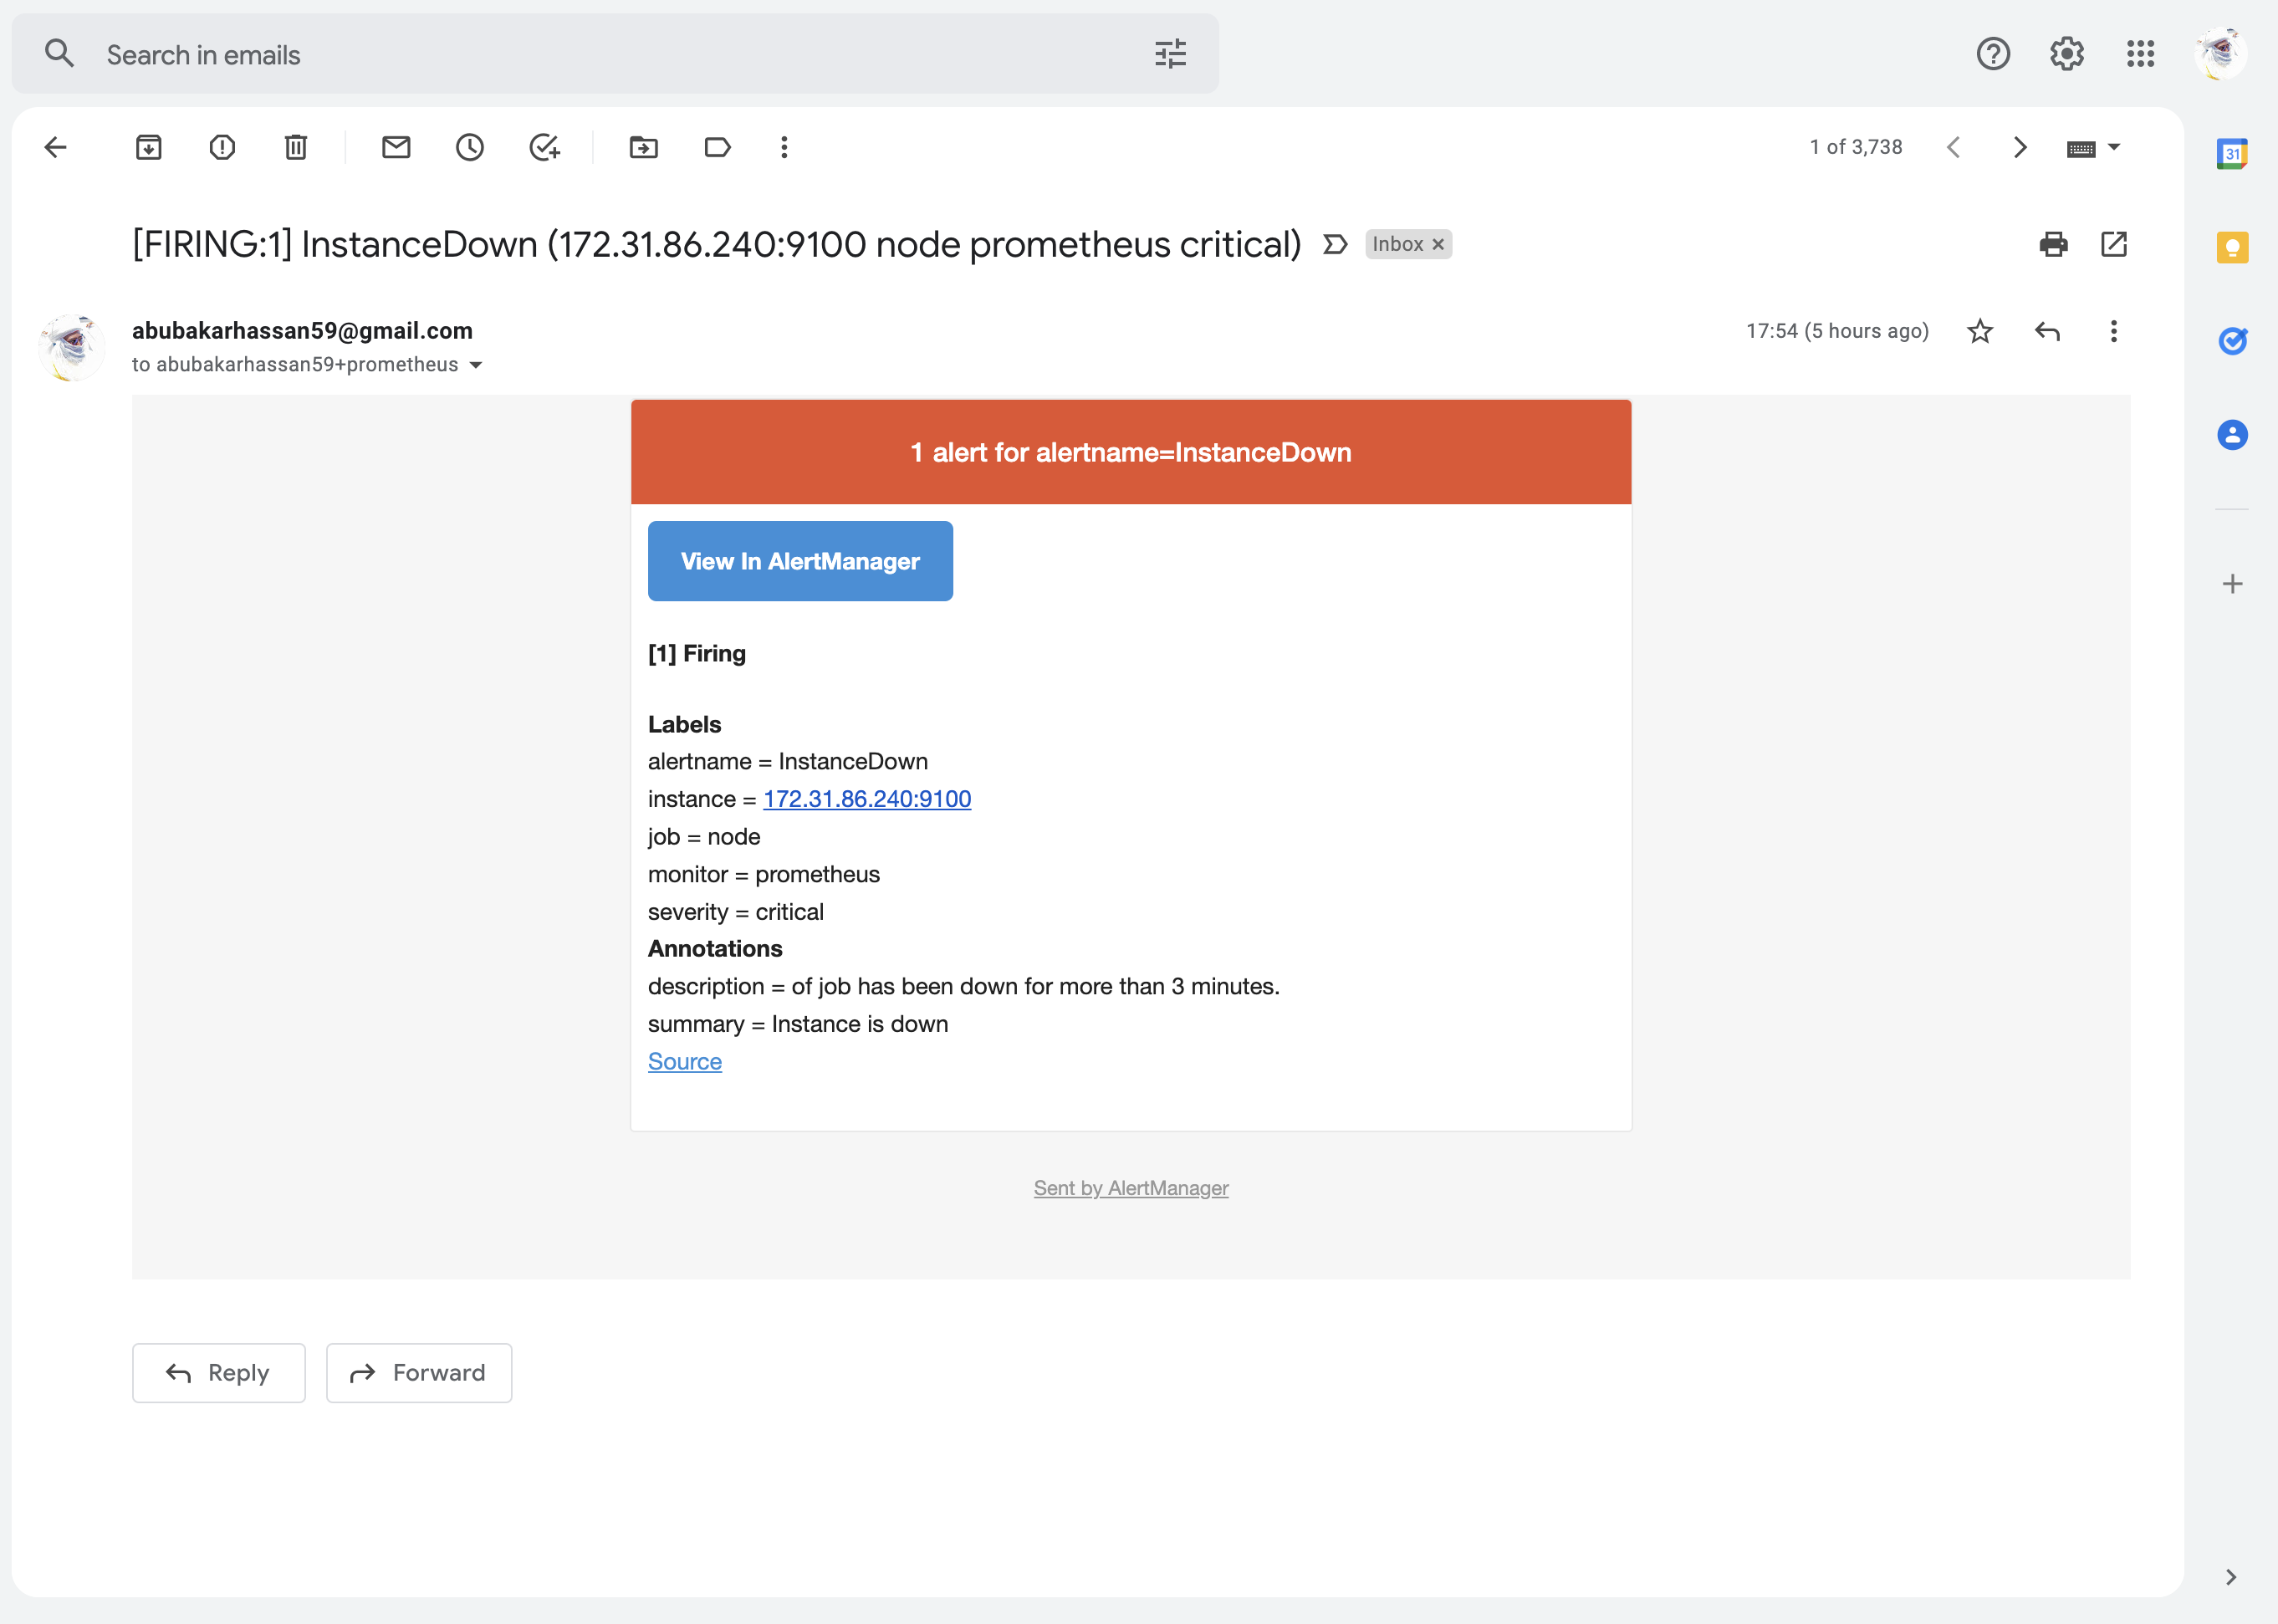 Search in emails
1 of 3,738
31
[FIRING:1] InstanceDown (172.31.86.240:9100 node prometheus critical)
Inbox ×
abubakarhassan59@gmail.com
17:54 (5 hours ago)
to abubakarhassan59+prometheus
1 alert for alertname=InstanceDown
View In AlertManager
[1] Firing
Labels
alertname = InstanceDown
instance = 172.31.86.240:9100
job = node
monitor = prometheus
severity = critical
Annotations
description = of job has been down for more than 3 minutes.
summary = Instance is down
Source
Sent by AlertManager
Reply
Forward